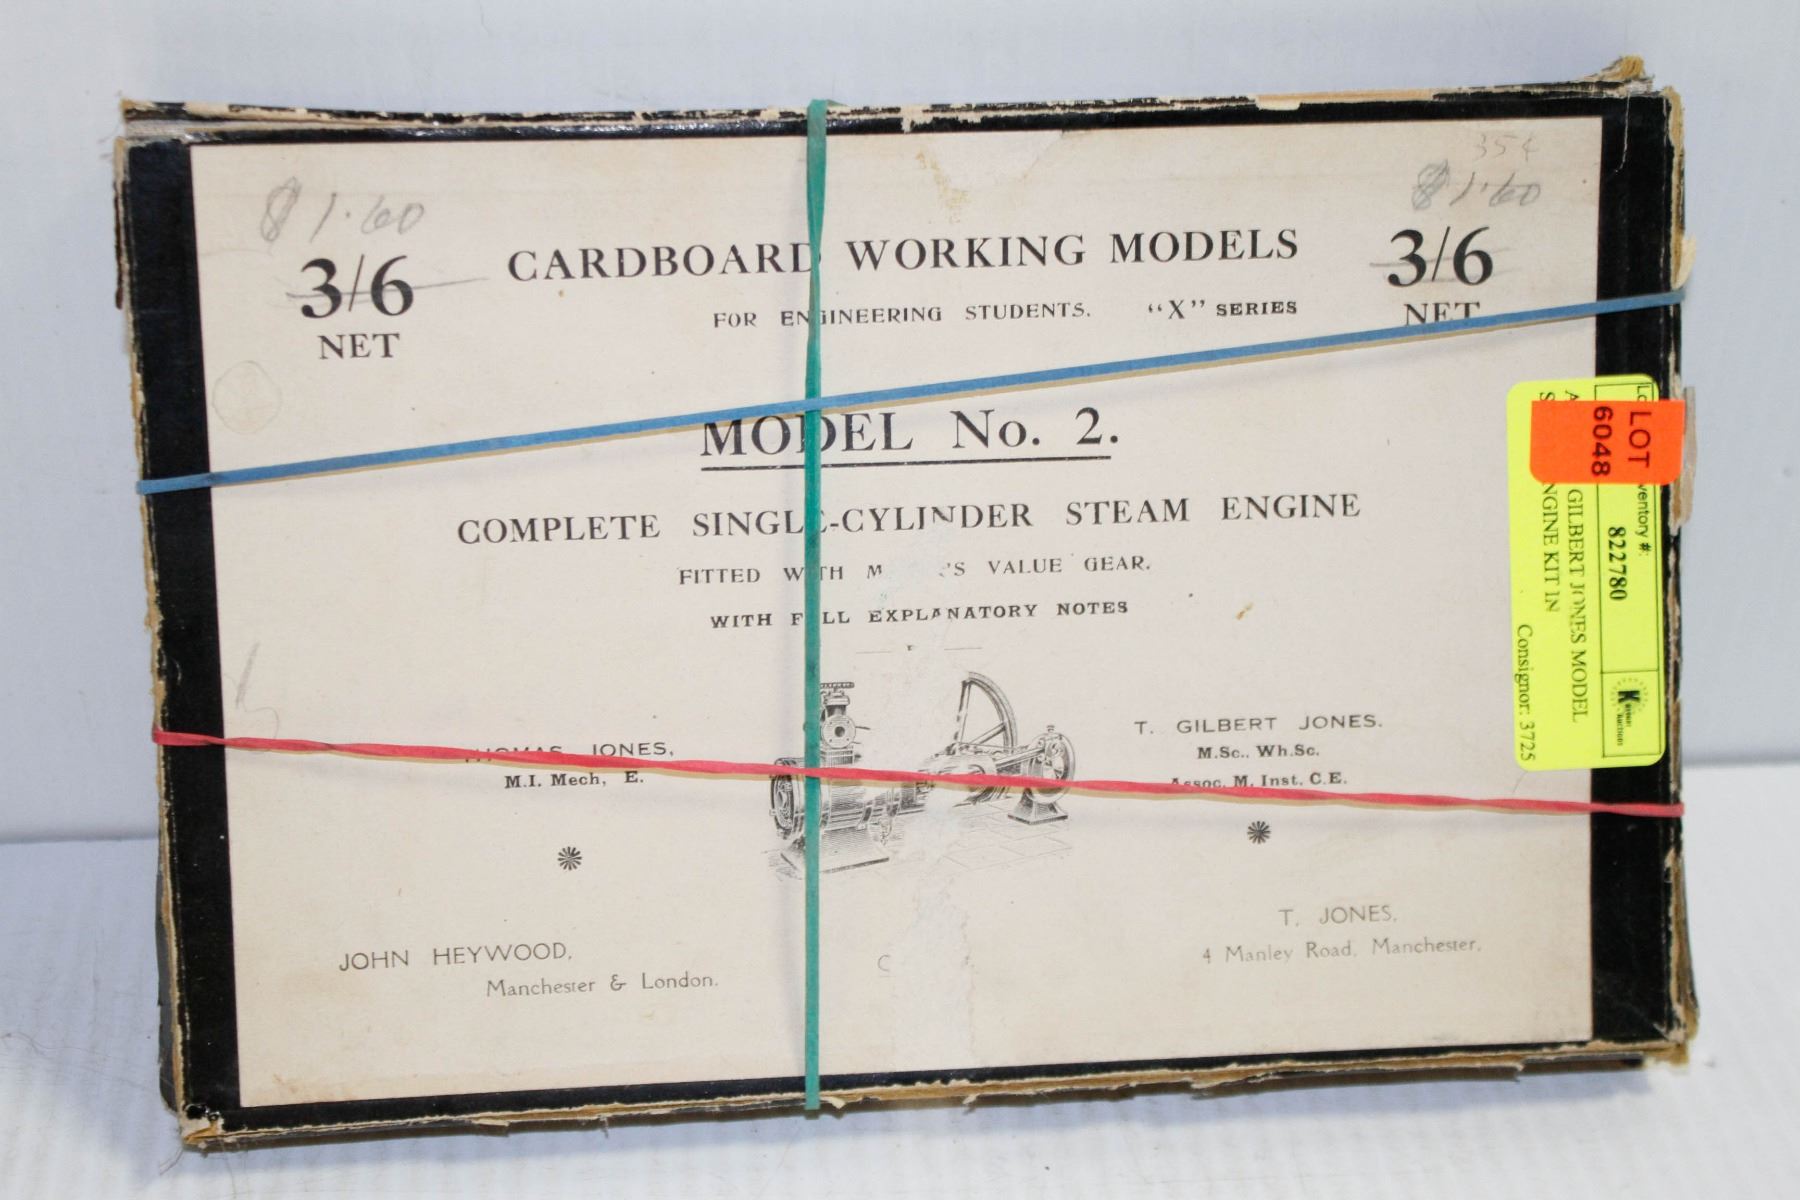 35¢
$1.60
$1.60
3/6
NET
CARDBOARD WORKING MODELS
3/6
NET
FOR ENGINEERING STUDENTS. "X" SERIES
MODEL No. 2.
COMPLETE SINGLE-CYLINDER STEAM ENGINE
FITTED WITH 'S VALUE GEAR.
WITH FULL EXPLANATORY NOTES
THOMAS JONES,
M.I. Mech, E.
T. GILBERT JONES.
M.Sc., Wh.Sc.
Assoc. M. Inst. C.E.
JOHN HEYWOOD,
Manchester & London.
T. JONES,
4 Manley Road, Manchester.
LOT
6048
822780
GILBERT JONES MODEL
KIT IN
Consignor: 3725